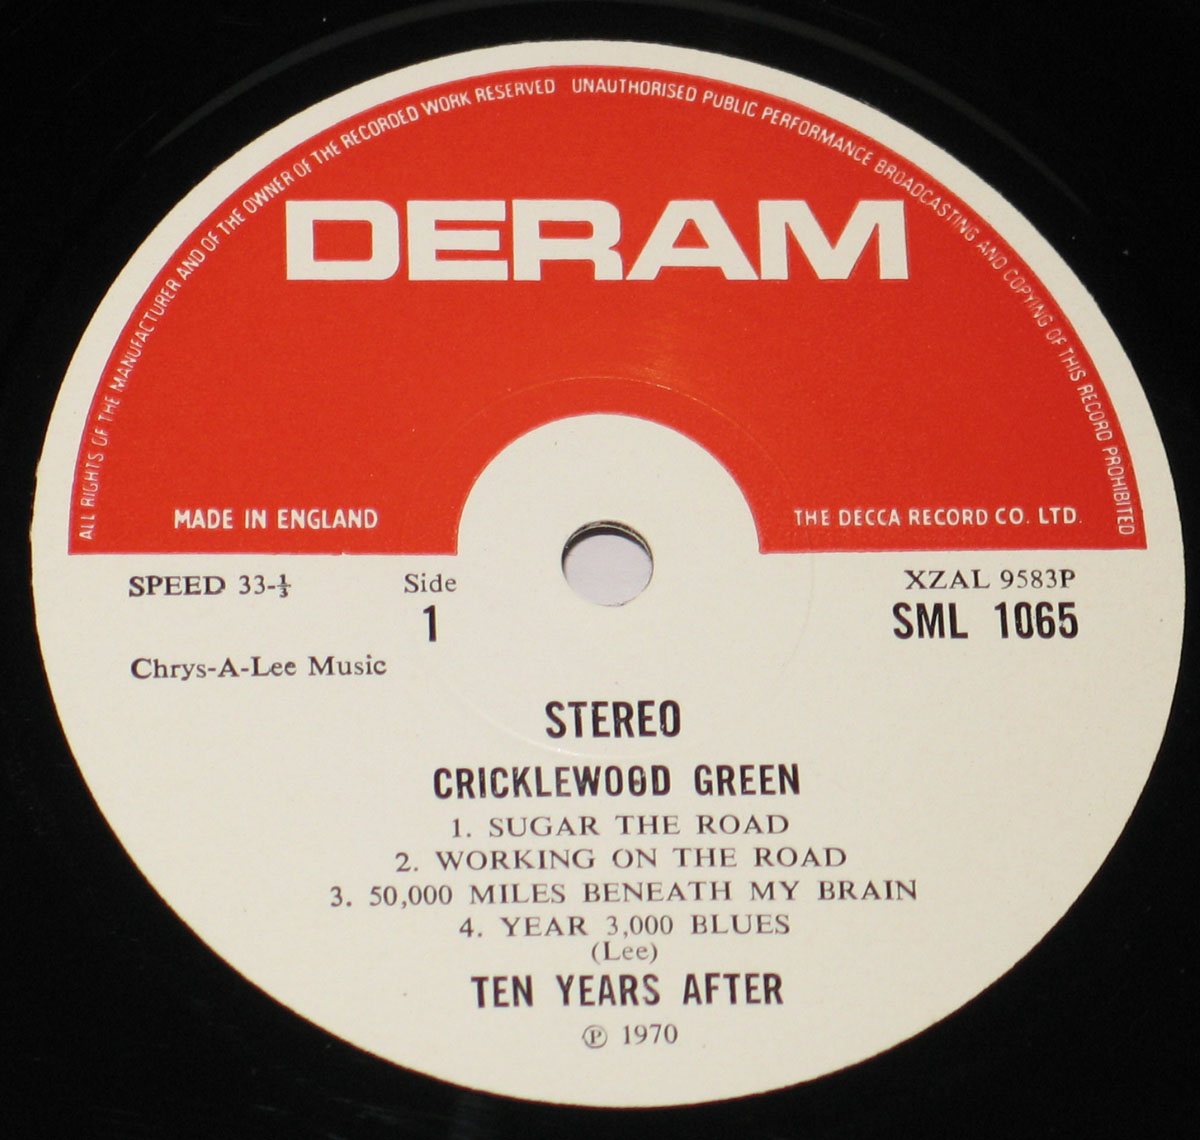 ALL RIGHTS OF THE MANUFACTURER AND OF THE OWNER OF THE RECORDED WORK RESERVED UNAUTHORISED PUBLIC PERFORMANCE BROADCASTING AND COPYING OF THIS RECORD PROHIBITED
DERAM
MADE IN ENGLAND THE DECCA RECORD CO. LTD.
SPEED 33-⅓ Side XZAL 9583P
1 SML 1065
Chrys-A-Lee Music
STEREO
CRICKLEWOOD GREEN
1. SUGAR THE ROAD
2. WORKING ON THE ROAD
3. 50,000 MILES BENEATH MY BRAIN
4. YEAR 3,000 BLUES
(Lee)
TEN YEARS AFTER
℗ 1970